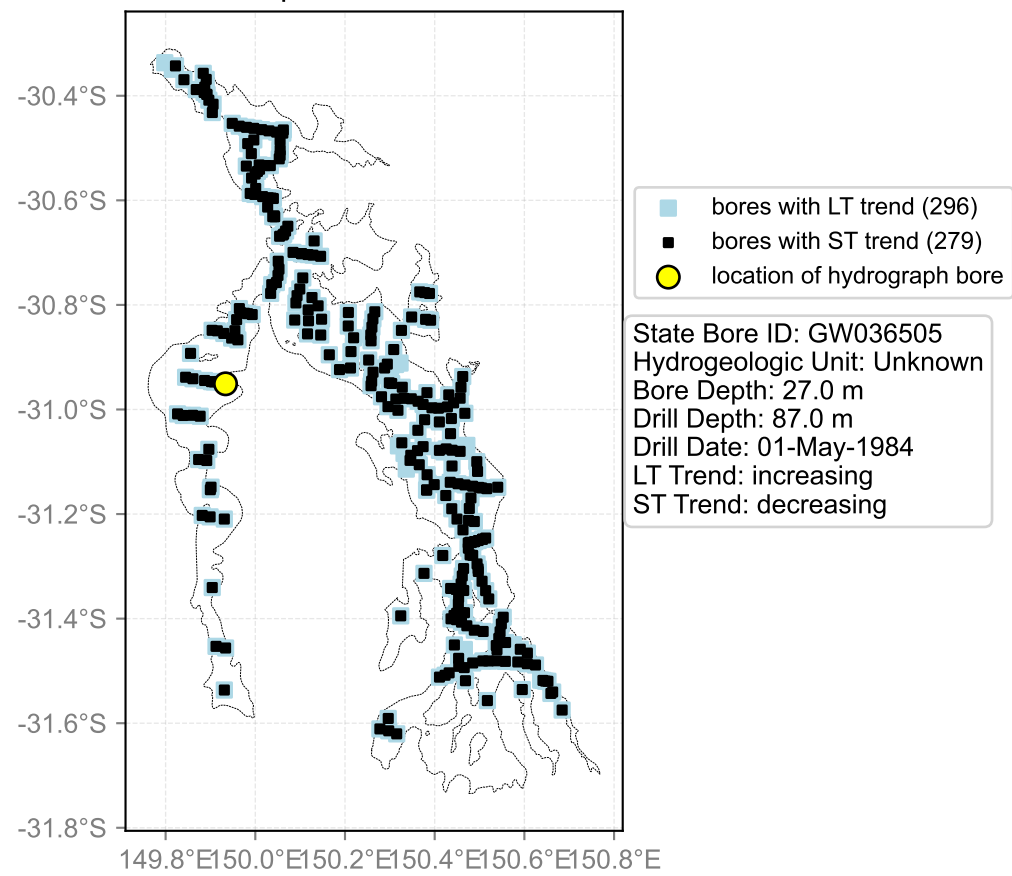 -30.4°S
-30.6°S
-30.8°S
-31.0°S
-31.2°S
-31.4°S
-31.6°S
-31.8°S
149.8°E150.0°E150.2°E150.4°E150.6°E150.8°E
bores with LT trend (296)
bores with ST trend (279)
location of hydrograph bore
State Bore ID: GW036505
Hydrogeologic Unit: Unknown
Bore Depth: 27.0 m
Drill Depth: 87.0 m
Drill Date: 01-May-1984
LT Trend: increasing
ST Trend: decreasing